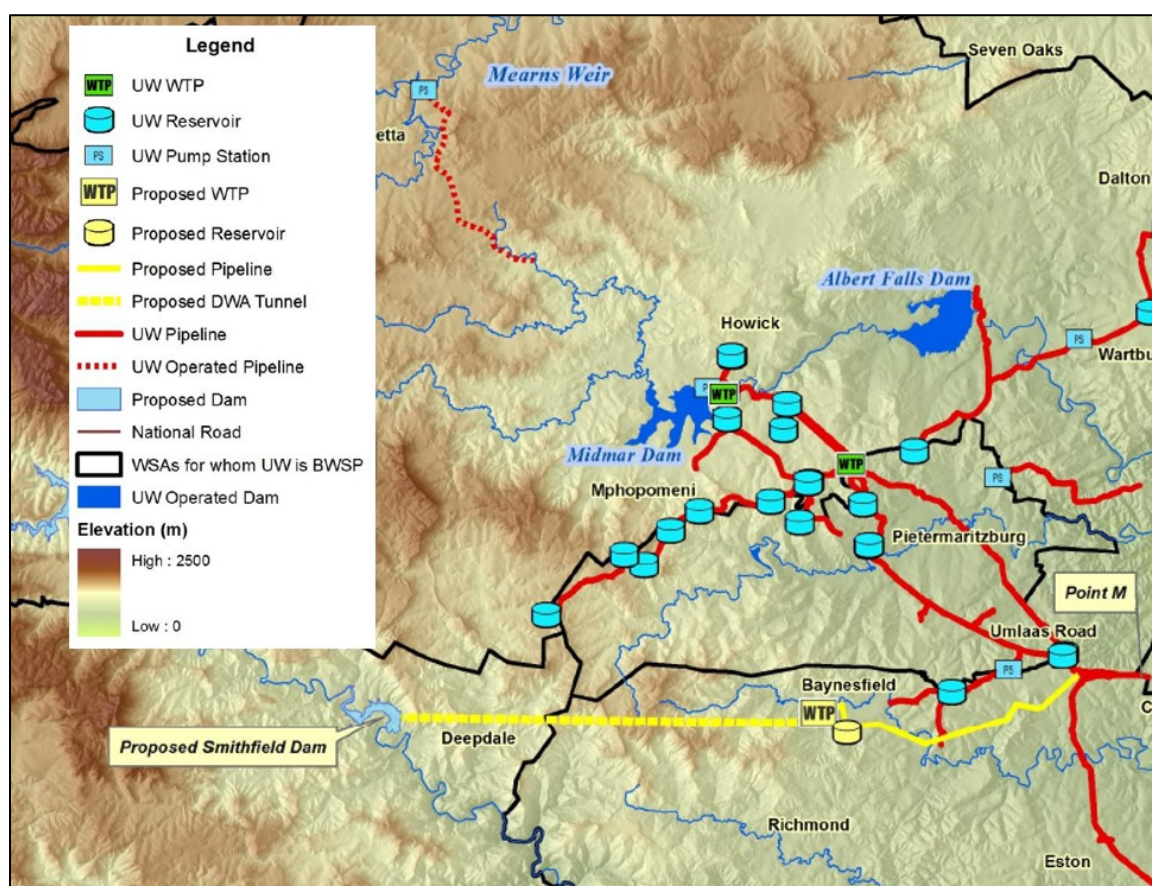 Legend
WTP UW WTP
UW Reservoir
PS UW Pump Station
WTP Proposed WTP
Proposed Reservoir
Proposed Pipeline
Proposed DWA Tunnel
UW Pipeline
UW Operated Pipeline
Proposed Dam
National Road
WSAs for whom UW is BWSP
UW Operated Dam
Elevation (m)
High : 2500
Low : 0
Seven Oaks
Mearns Weir
PS
etta
Dalton
Albert Falls Dam
Howick
PS
Wartbu
P
WTP
Midmar Dam
WTP
Mphopomeni
PS
Pietermaritzburg
Point M
Umlaas Road
PS
Baynesfield
WTP
C
Proposed Smithfield Dam
Deepdale
Richmond
Eston